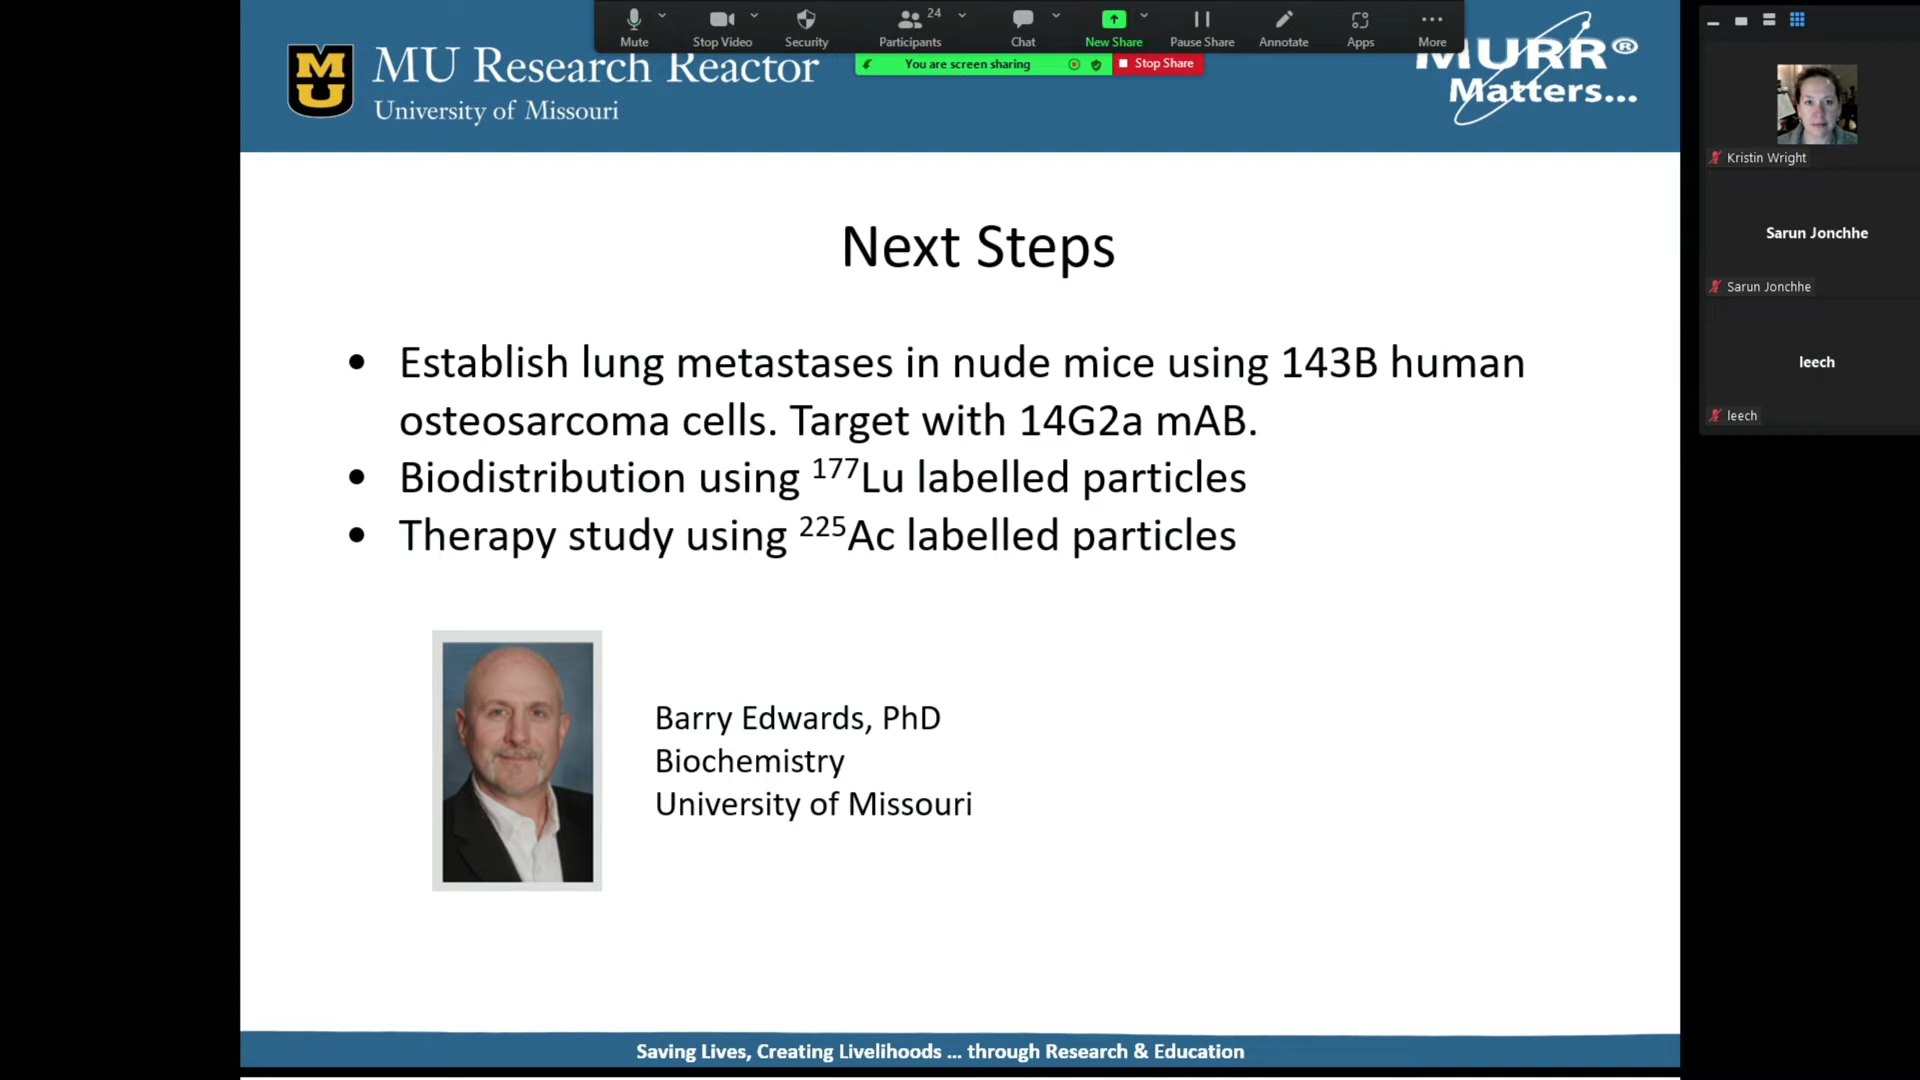 Mute
Stop Video
Security
24
Participants
Chat
New Share
Pause Share
Annotate
Apps
More
You are screen sharing
Stop Share
MU
MU Research Reactor
University of Missouri
MURR®
Matters...
Next Steps
• Establish lung metastases in nude mice using 143B human
osteosarcoma cells. Target with 14G2a mAB.
• Biodistribution using ¹⁷⁷Lu labelled particles
• Therapy study using ²²⁵Ac labelled particles
Barry Edwards, PhD
Biochemistry
University of Missouri
Saving Lives, Creating Livelihoods ... through Research & Education
Kristin Wright
Sarun Jonchhe
Sarun Jonchhe
leech
leech